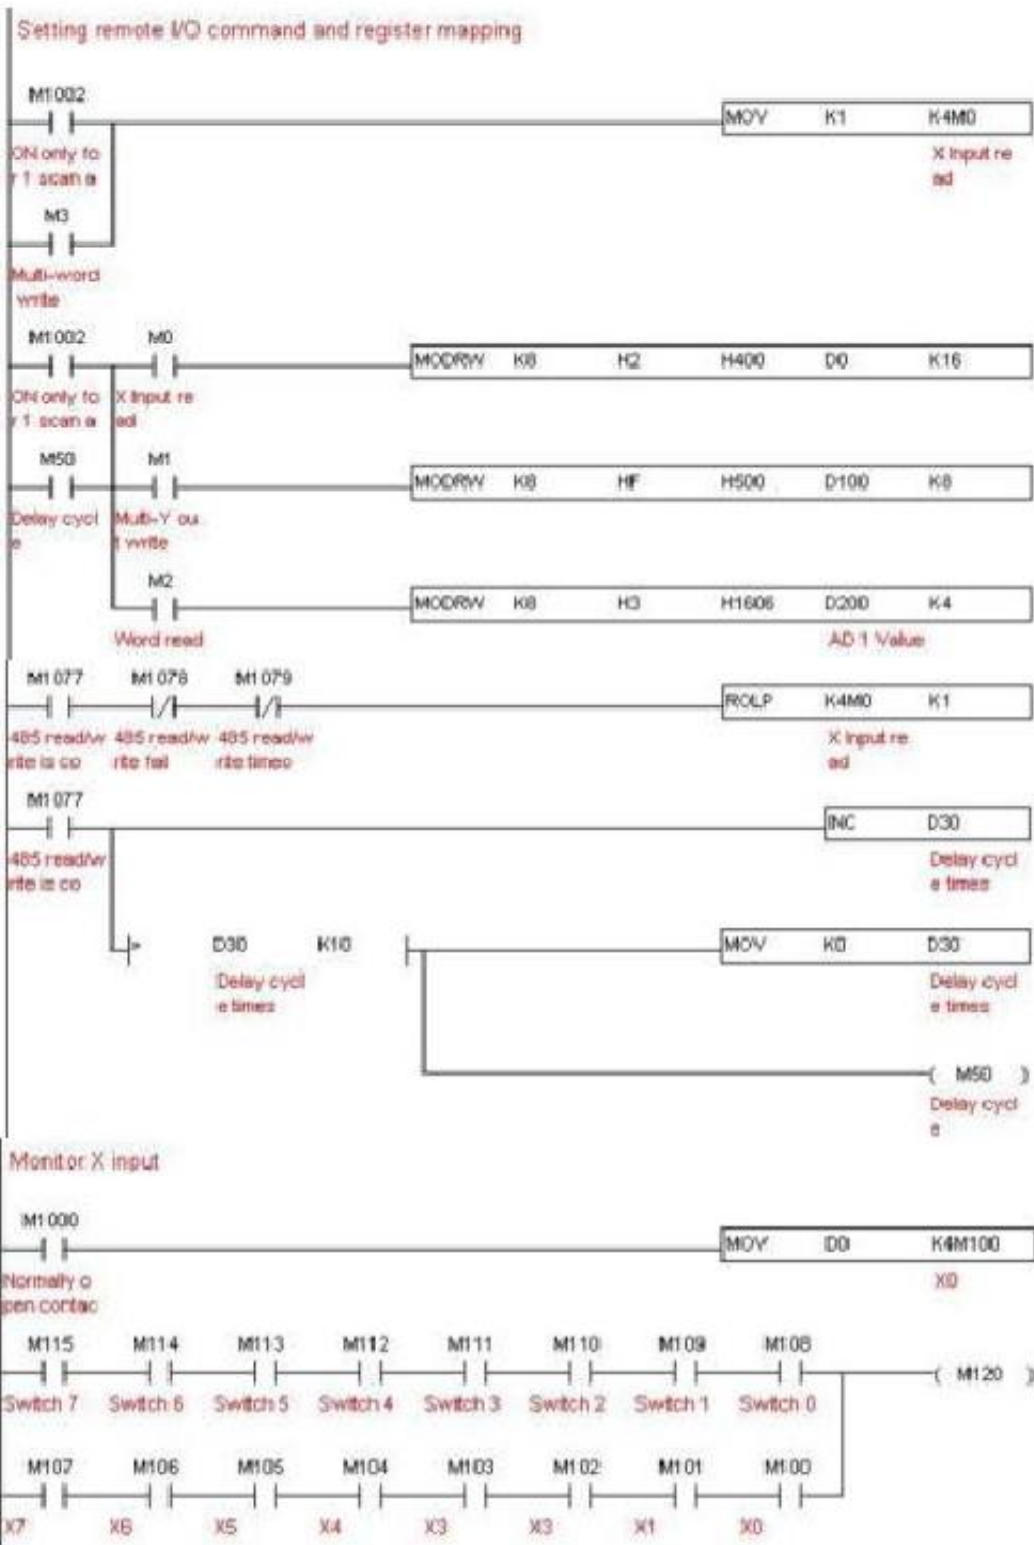 Setting remote I/O command and register mapping
M1002
MOV K1 K4M0
ON only fo
r 1 scan a
X Input re
ad
M3
Multi-word
write
M1002 M0
MODRW K8 H2 H400 D0 K16
ON only fo X Input re
r 1 scan a ad
M50 M1
MODRW K8 HF H500 D100 K8
Delay cycl Multi-Y ou
e t write
M2
MODRW K8 H3 H1606 D200 K4
Word read AD 1 Value
M1077 M1078 M1079
ROLP K4M0 K1
485 read/w 485 read/w 485 read/w X Input re
rite is co rite fail rite timeo ad
M1077
INC D30
485 read/w Delay cycl
rite is co e times
> D30 K10 MOV K0 D30
Delay cycl Delay cycl
e times e times
( M50 )
Delay cycl
e
Monitor X input
M1000
MOV D0 K4M100
Normally o X0
pen contac
M115 M114 M113 M112 M111 M110 M109 M108
( M120 )
Switch 7 Switch 6 Switch 5 Switch 4 Switch 3 Switch 2 Switch 1 Switch 0
M107 M106 M105 M104 M103 M102 M101 M100
X7 X6 X5 X4 X3 X3 X1 X0